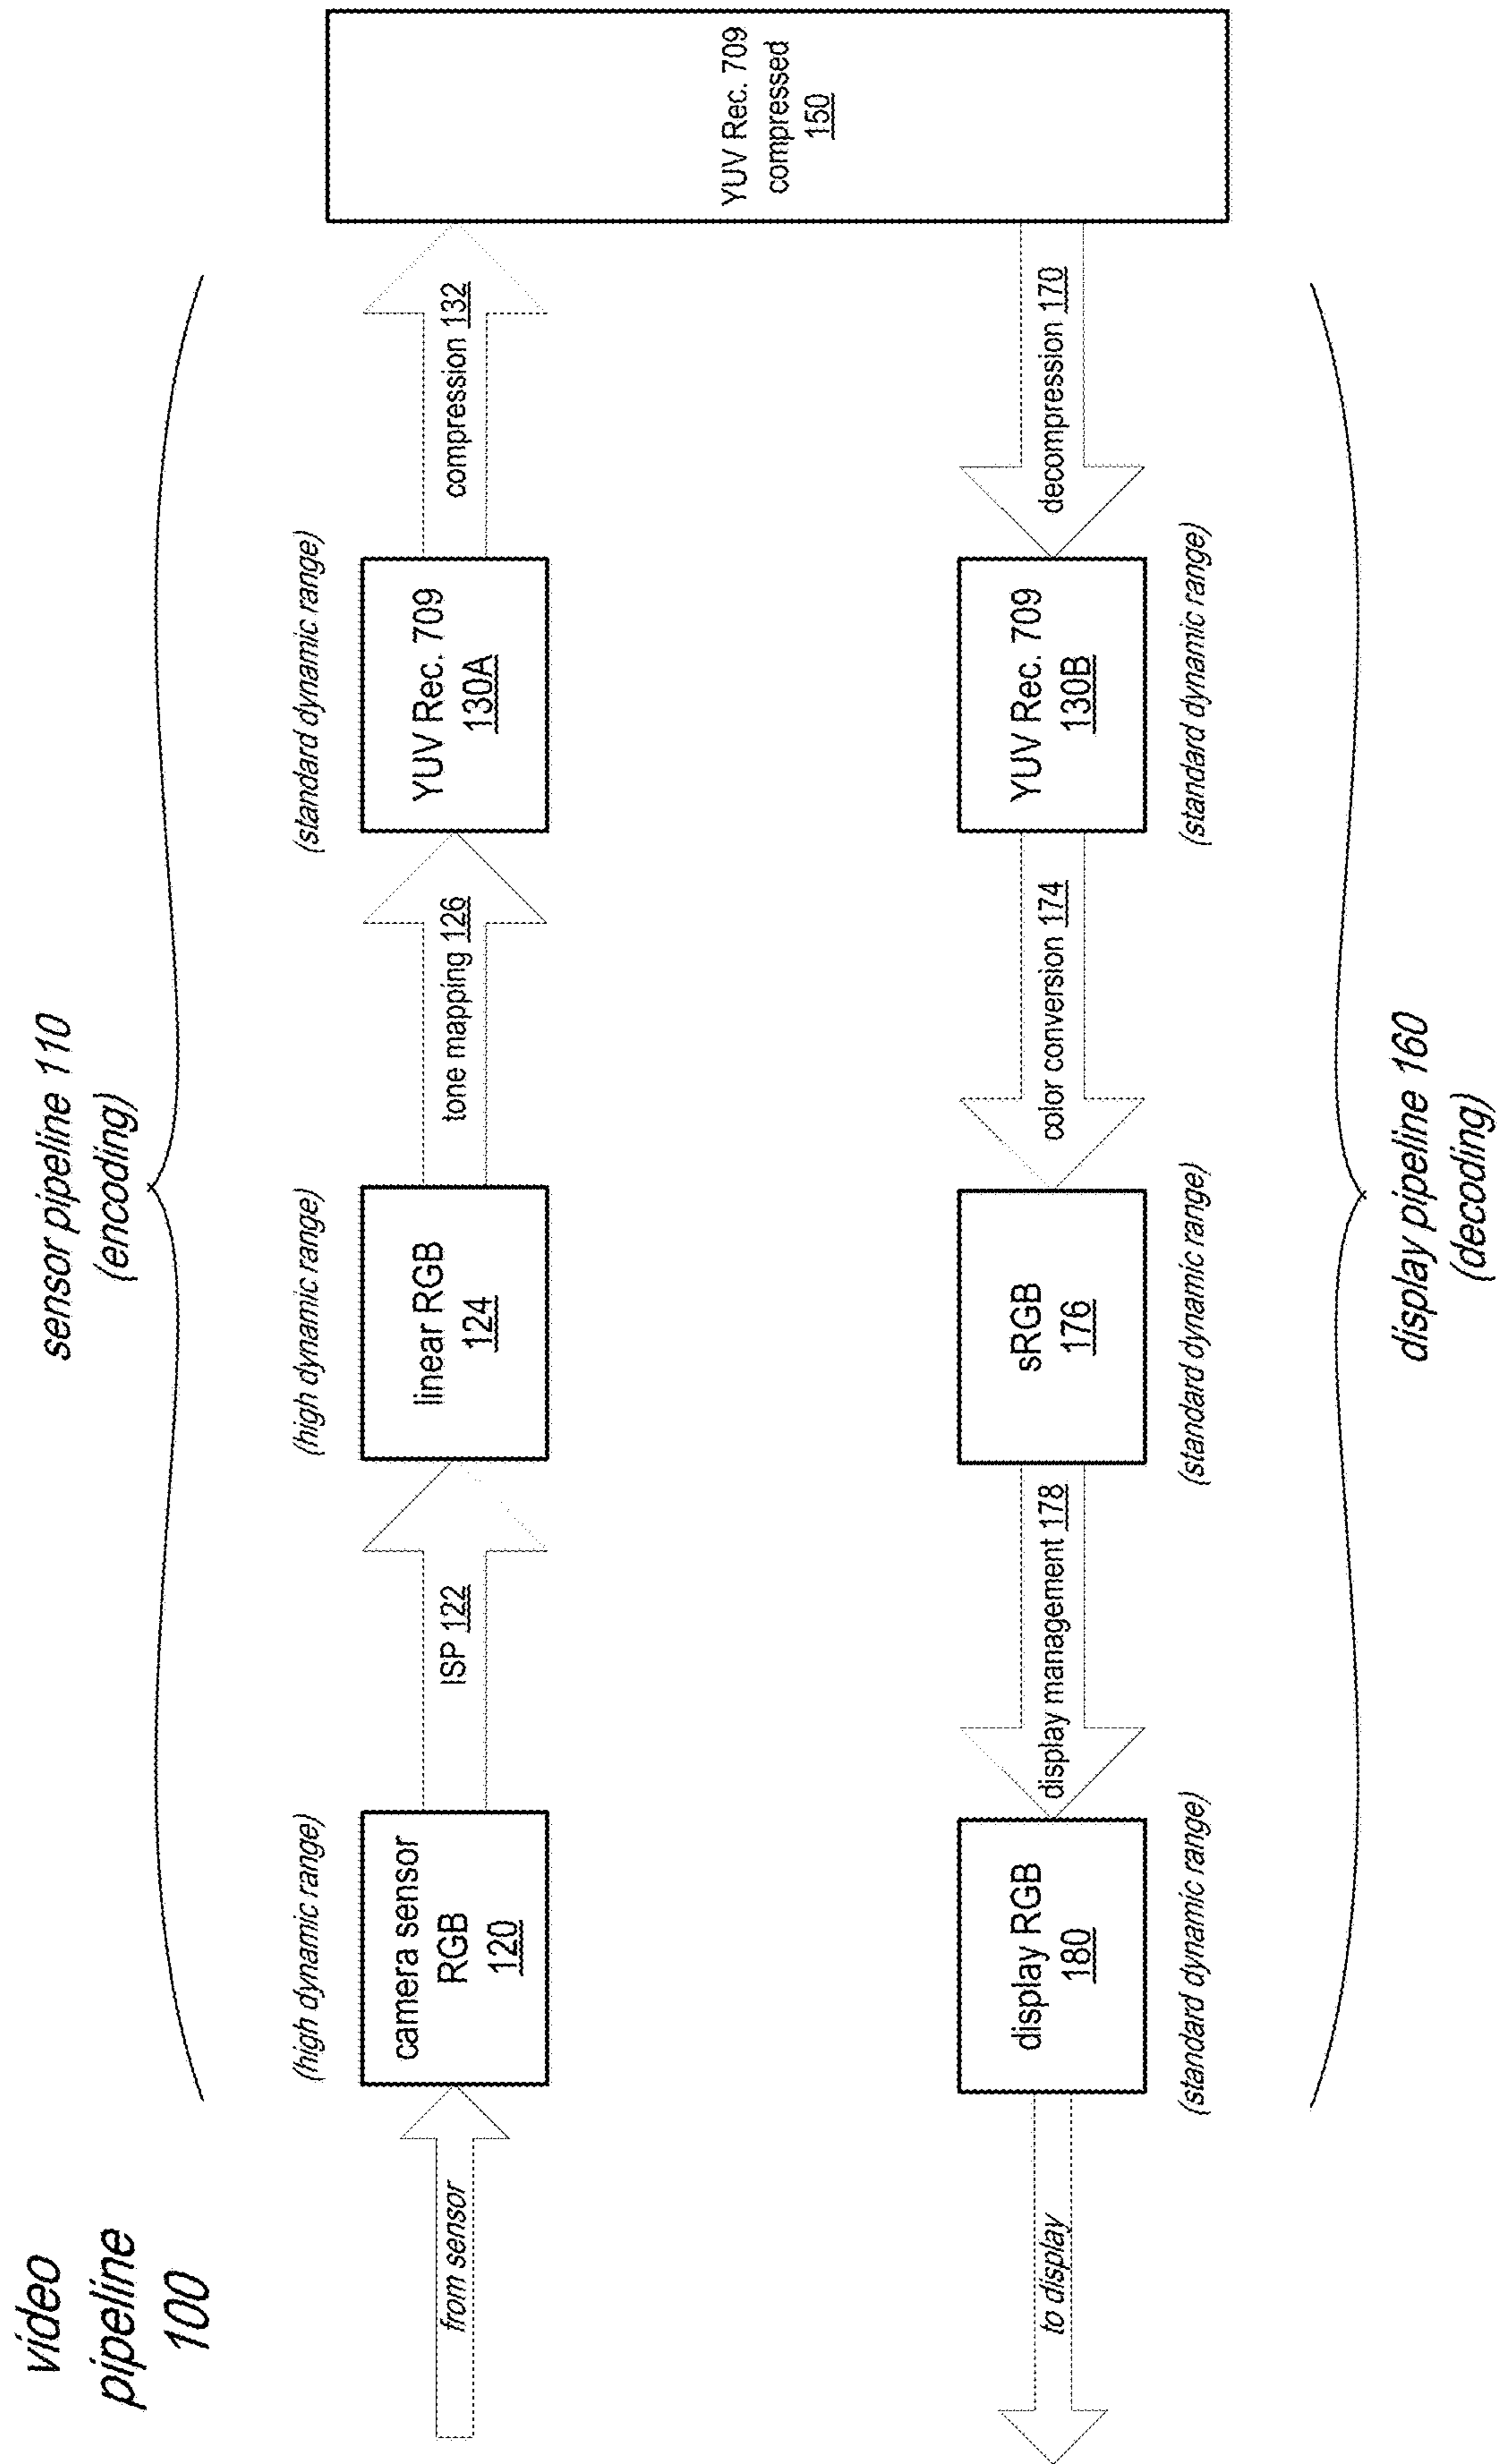 video
pipeline
100
sensor pipeline 110
(encoding)
(high dynamic range)
(high dynamic range)
(standard dynamic range)
from sensor
camera sensor
RGB
120
ISP 122
linear RGB
124
tone mapping 126
YUV Rec. 709
130A
compression 132
YUV Rec. 709
compressed
150
to display
display RGB
180
display management 178
sRGB
176
color conversion 174
YUV Rec. 709
130B
decompression 170
(standard dynamic range)
(standard dynamic range)
(standard dynamic range)
display pipeline 160
(decoding)